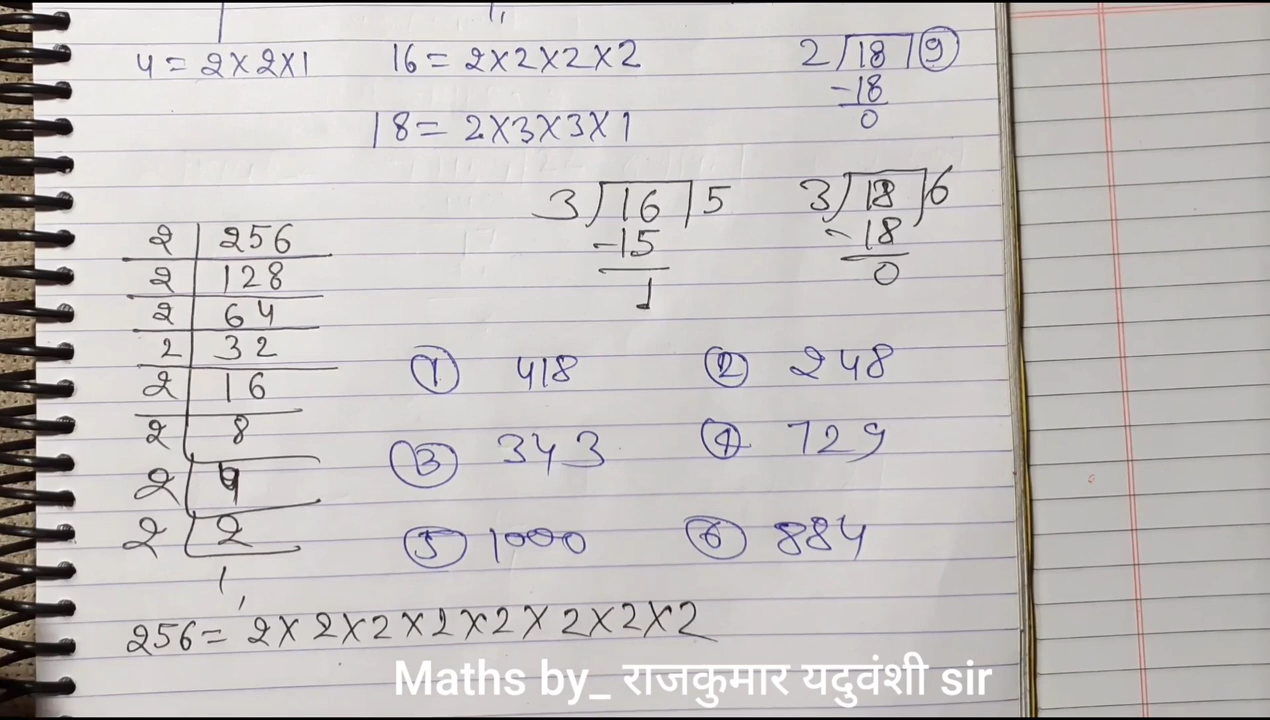 4 = 2×2×1 16 = 2×2×2×2 2 ) 18 ( 9
-18
0
18 = 2×3×3×1
3 ) 16 ( 5 3 ) 18 ( 6
-15 -18
1 0
2 | 256
2 | 128
2 | 64
2 | 32
2 | 16
2 | 8
2 | 4
2 | 2
1,
① 418 ② 248
③ 343 ④ 729
⑤ 1000 ⑥ 884
256 = 2×2×2×2×2×2×2×2
Maths by_ राजकुमार यदुवंशी sir